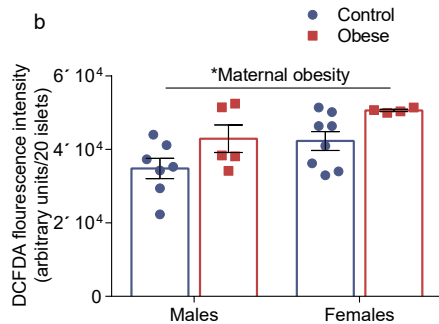 b
Control
Obese
*Maternal obesity
DCFDA flourescence intensity
(arbitrary units/20 islets)
6´ 10⁴
4´ 10⁴
2´ 10⁴
0
Males
Females